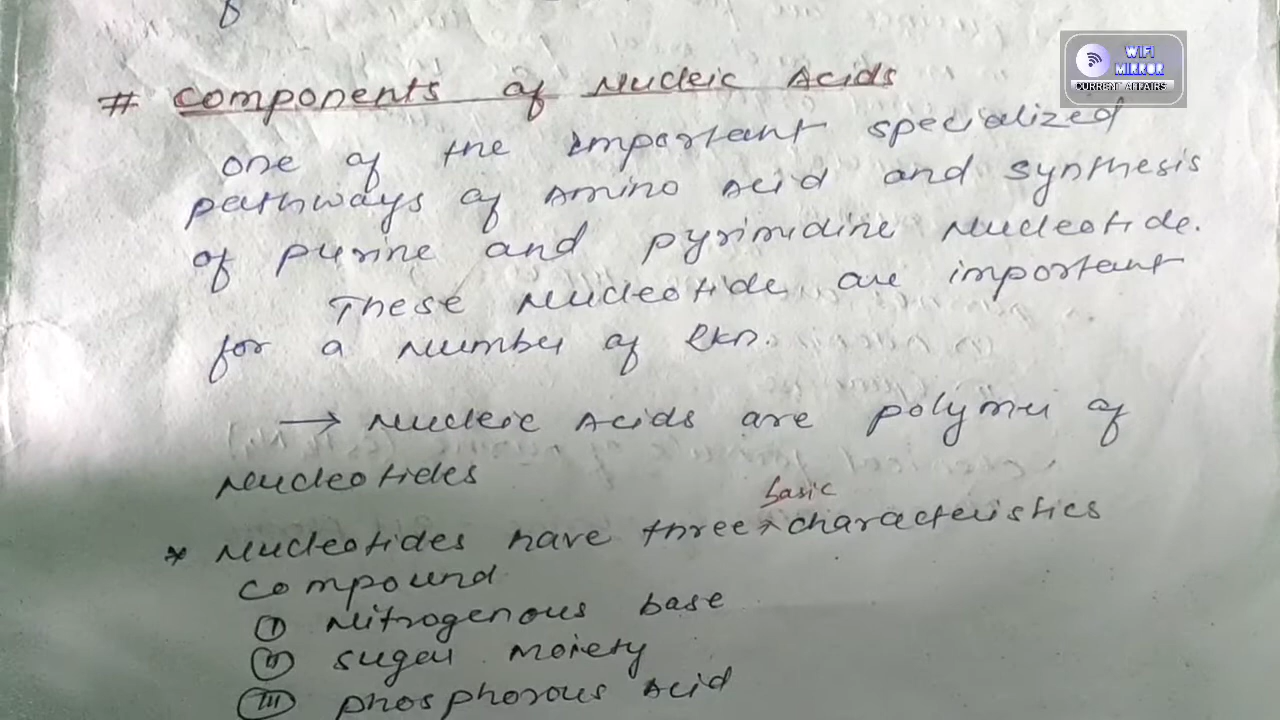 # Components of Nucleic Acids
one of the important specialized
pathways of Amino Acid and synthesis
of purine and pyrimidine Nucleotide.
These Nucleotide are important
for a number of rxn.
→ Nucleic Acids are polymer of
Nucleotides
basic
* Nucleotides have three characteristics
compound
(I) Nitrogenous base
(II) sugar moiety
(III) phosphorous Acid
WIFI
MIRROR
CURRENT AFFAIRS